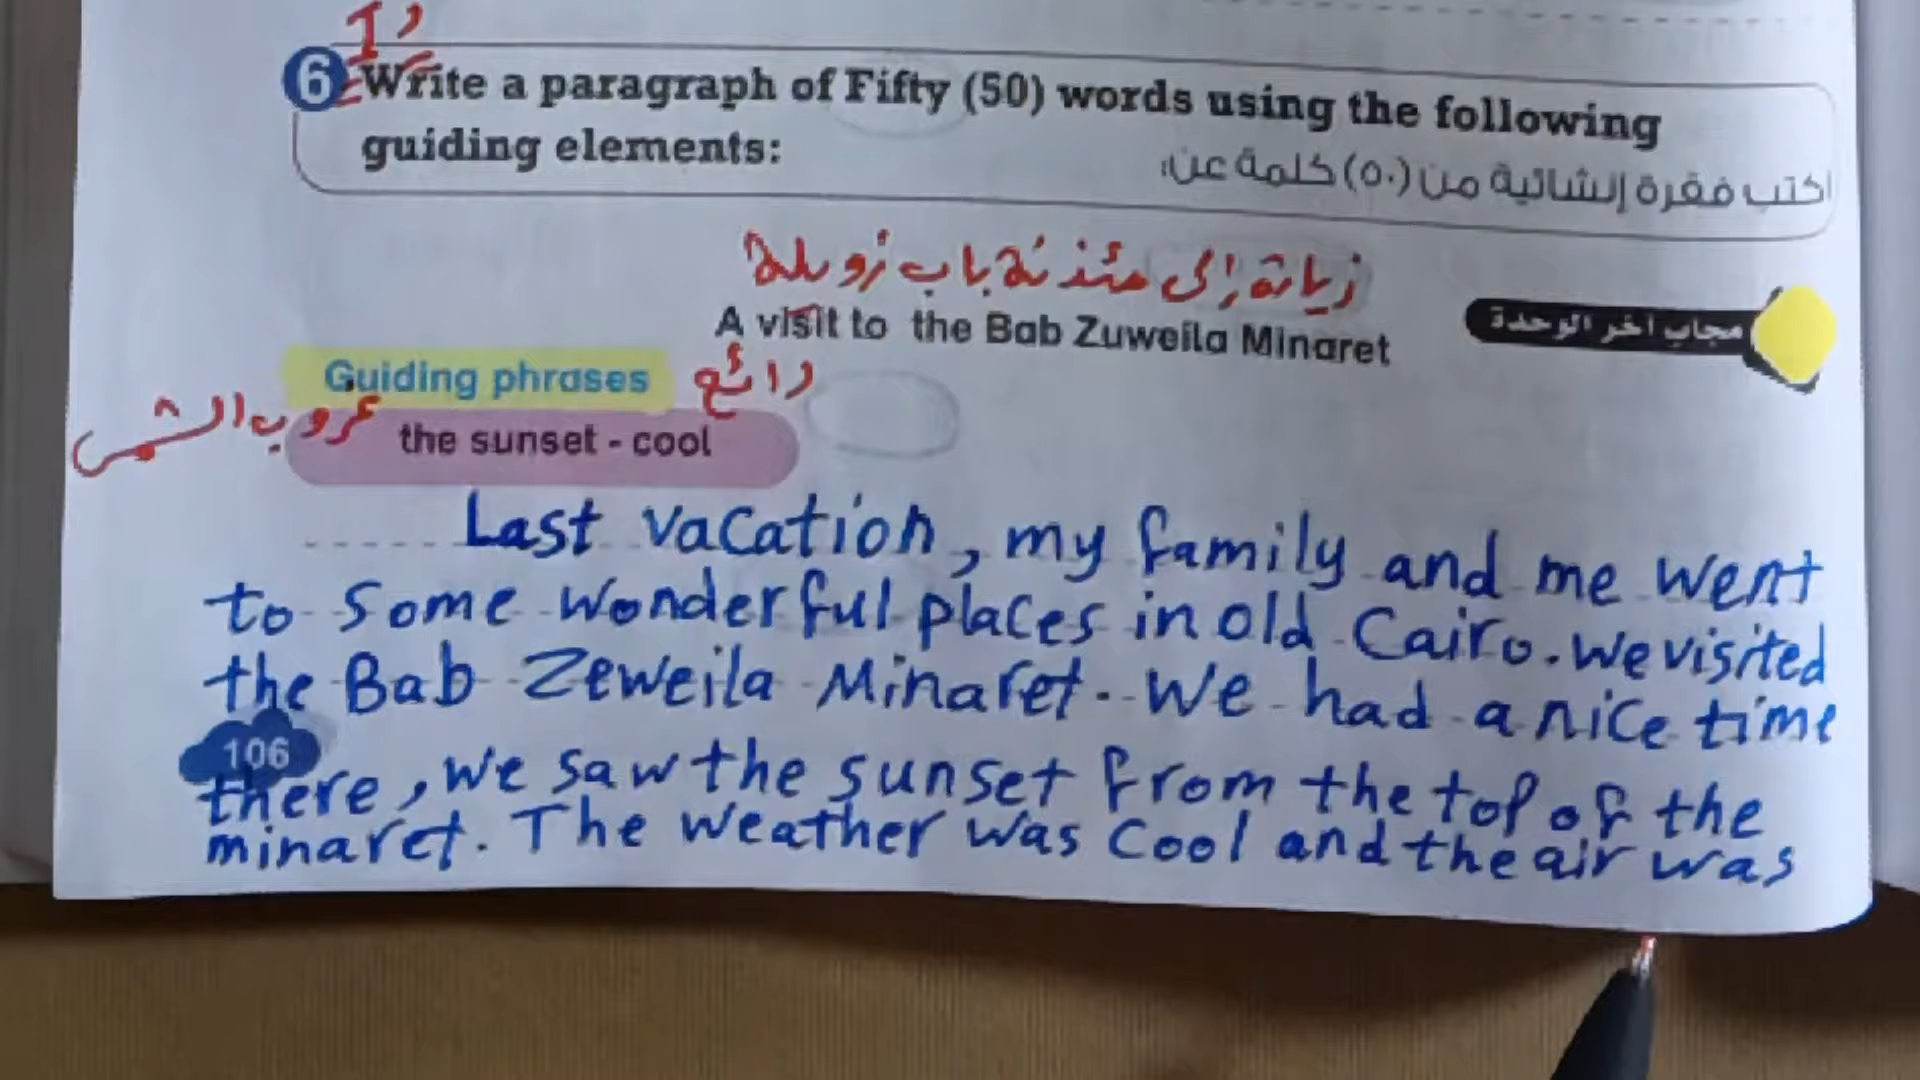 I,
6 Write a paragraph of Fifty (50) words using the following
guiding elements:
اكتب فقرة إنشائية من (٥٠) كلمة عن:
زيارة إلى مئذنة باب زويلة
A visit to the Bab Zuweila Minaret
مجاب آخر الوحدة
Guiding phrases
رائع
غروب الشمس
the sunset - cool
Last vacation, my family and me went
to some wonderful places in old Cairo. We visited
the Bab Zeweila Minaret. We had a nice time
106
there, we saw the sunset from the top of the
minaret. The weather was cool and the air was